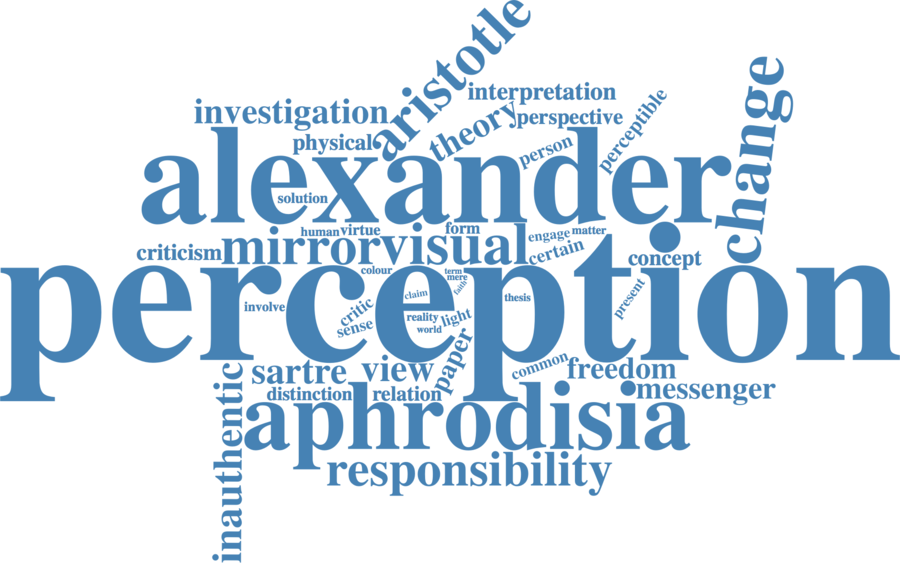 aristotle
interpretation
investigation
theory
perspective
change
physical
person
perceptible
alexander
solution
human
virtue
form
engage
matter
criticism
mirror
visual
certain
concept
perception
colour
term
mere
faith
claim
involve
critic
sense
reality
world
light
thesis
present
sartre
view
paper
common
freedom
distinction
relation
messenger
inauthentic
aphrodisia
responsibility